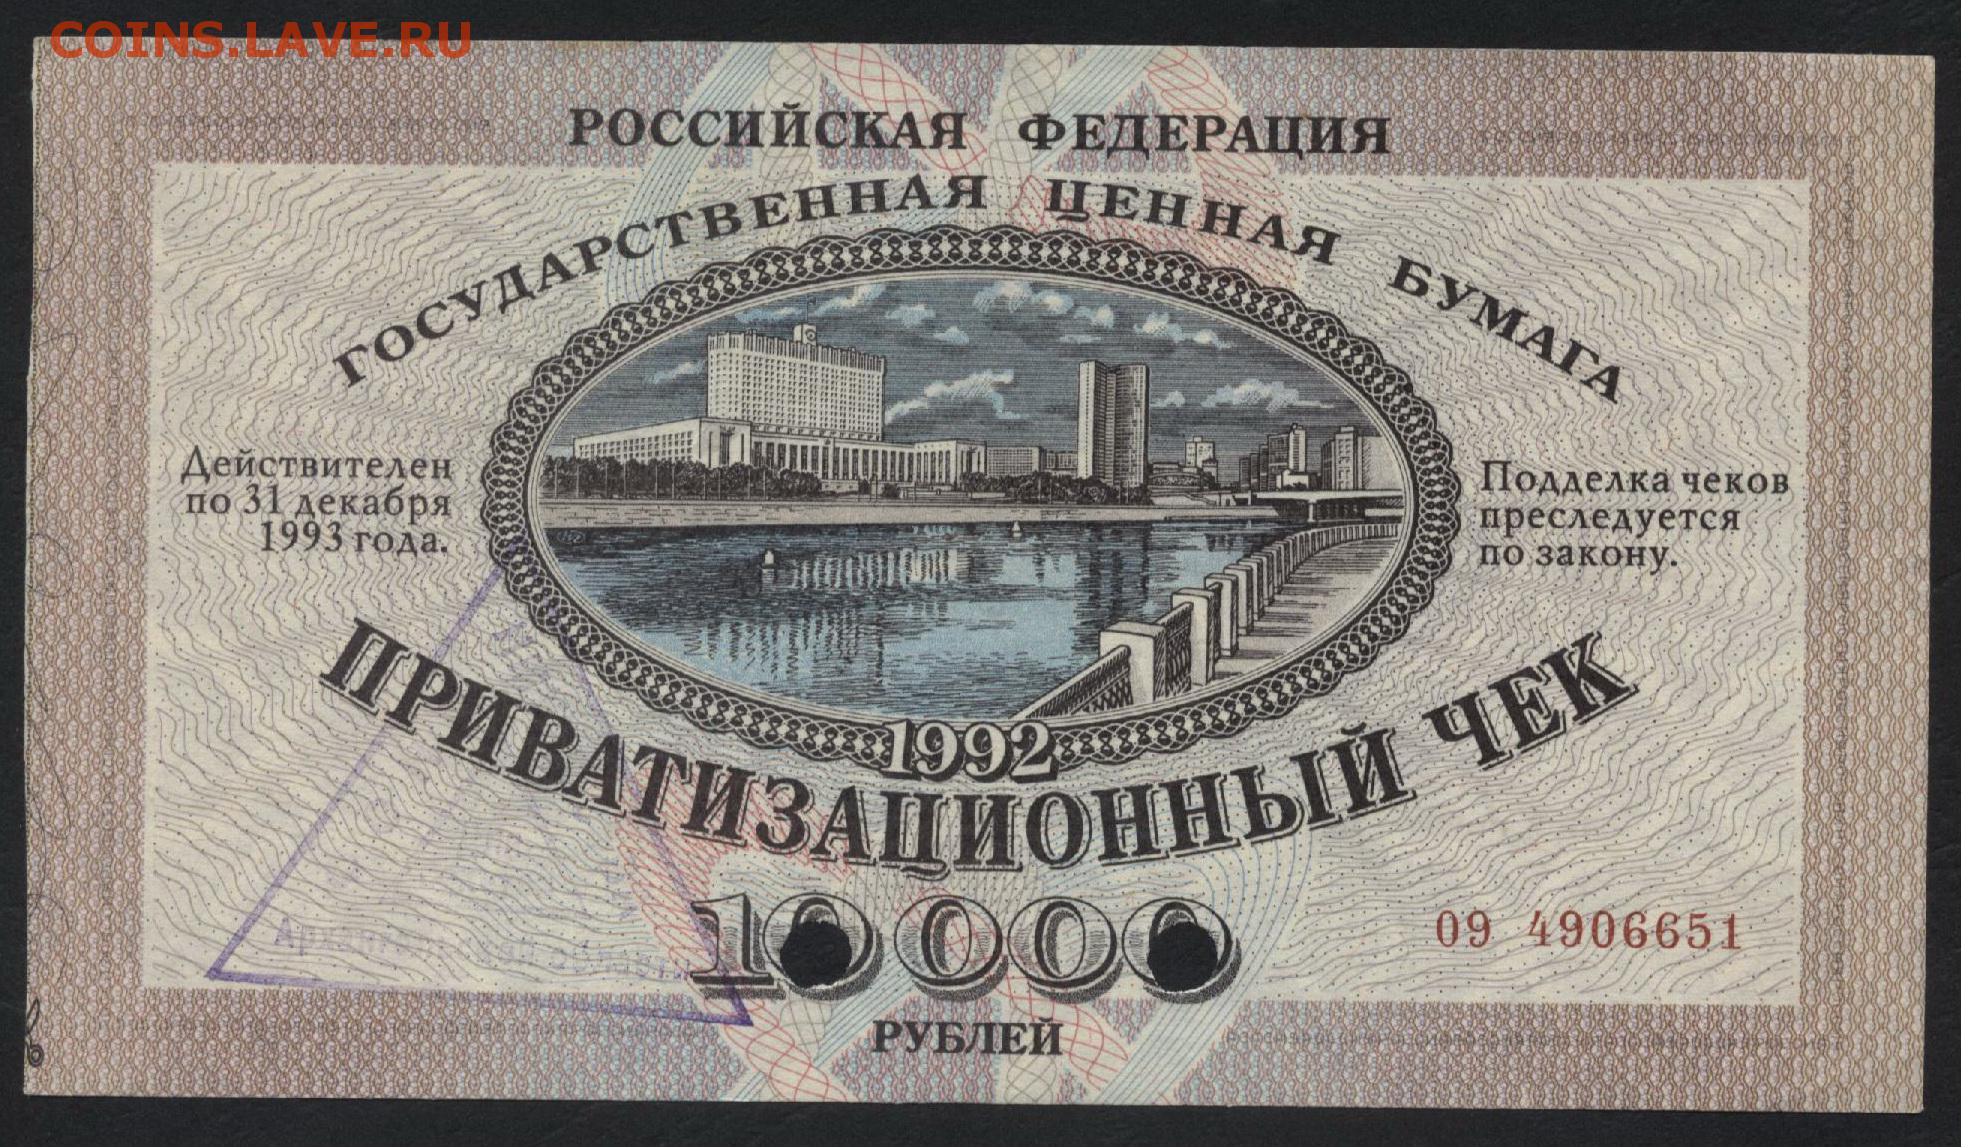 COINS.LAVE.RU
РОССИЙСКАЯ ФЕДЕРАЦИЯ
ГОСУДАРСТВЕННАЯ ЦЕННАЯ БУМАГА
Действителен
по 31 декабря
1993 года.
Подделка чеков
преследуется
по закону.
1992
ПРИВАТИЗАЦИОННЫЙ ЧЕК
10000
09 4906651
РУБЛЕЙ